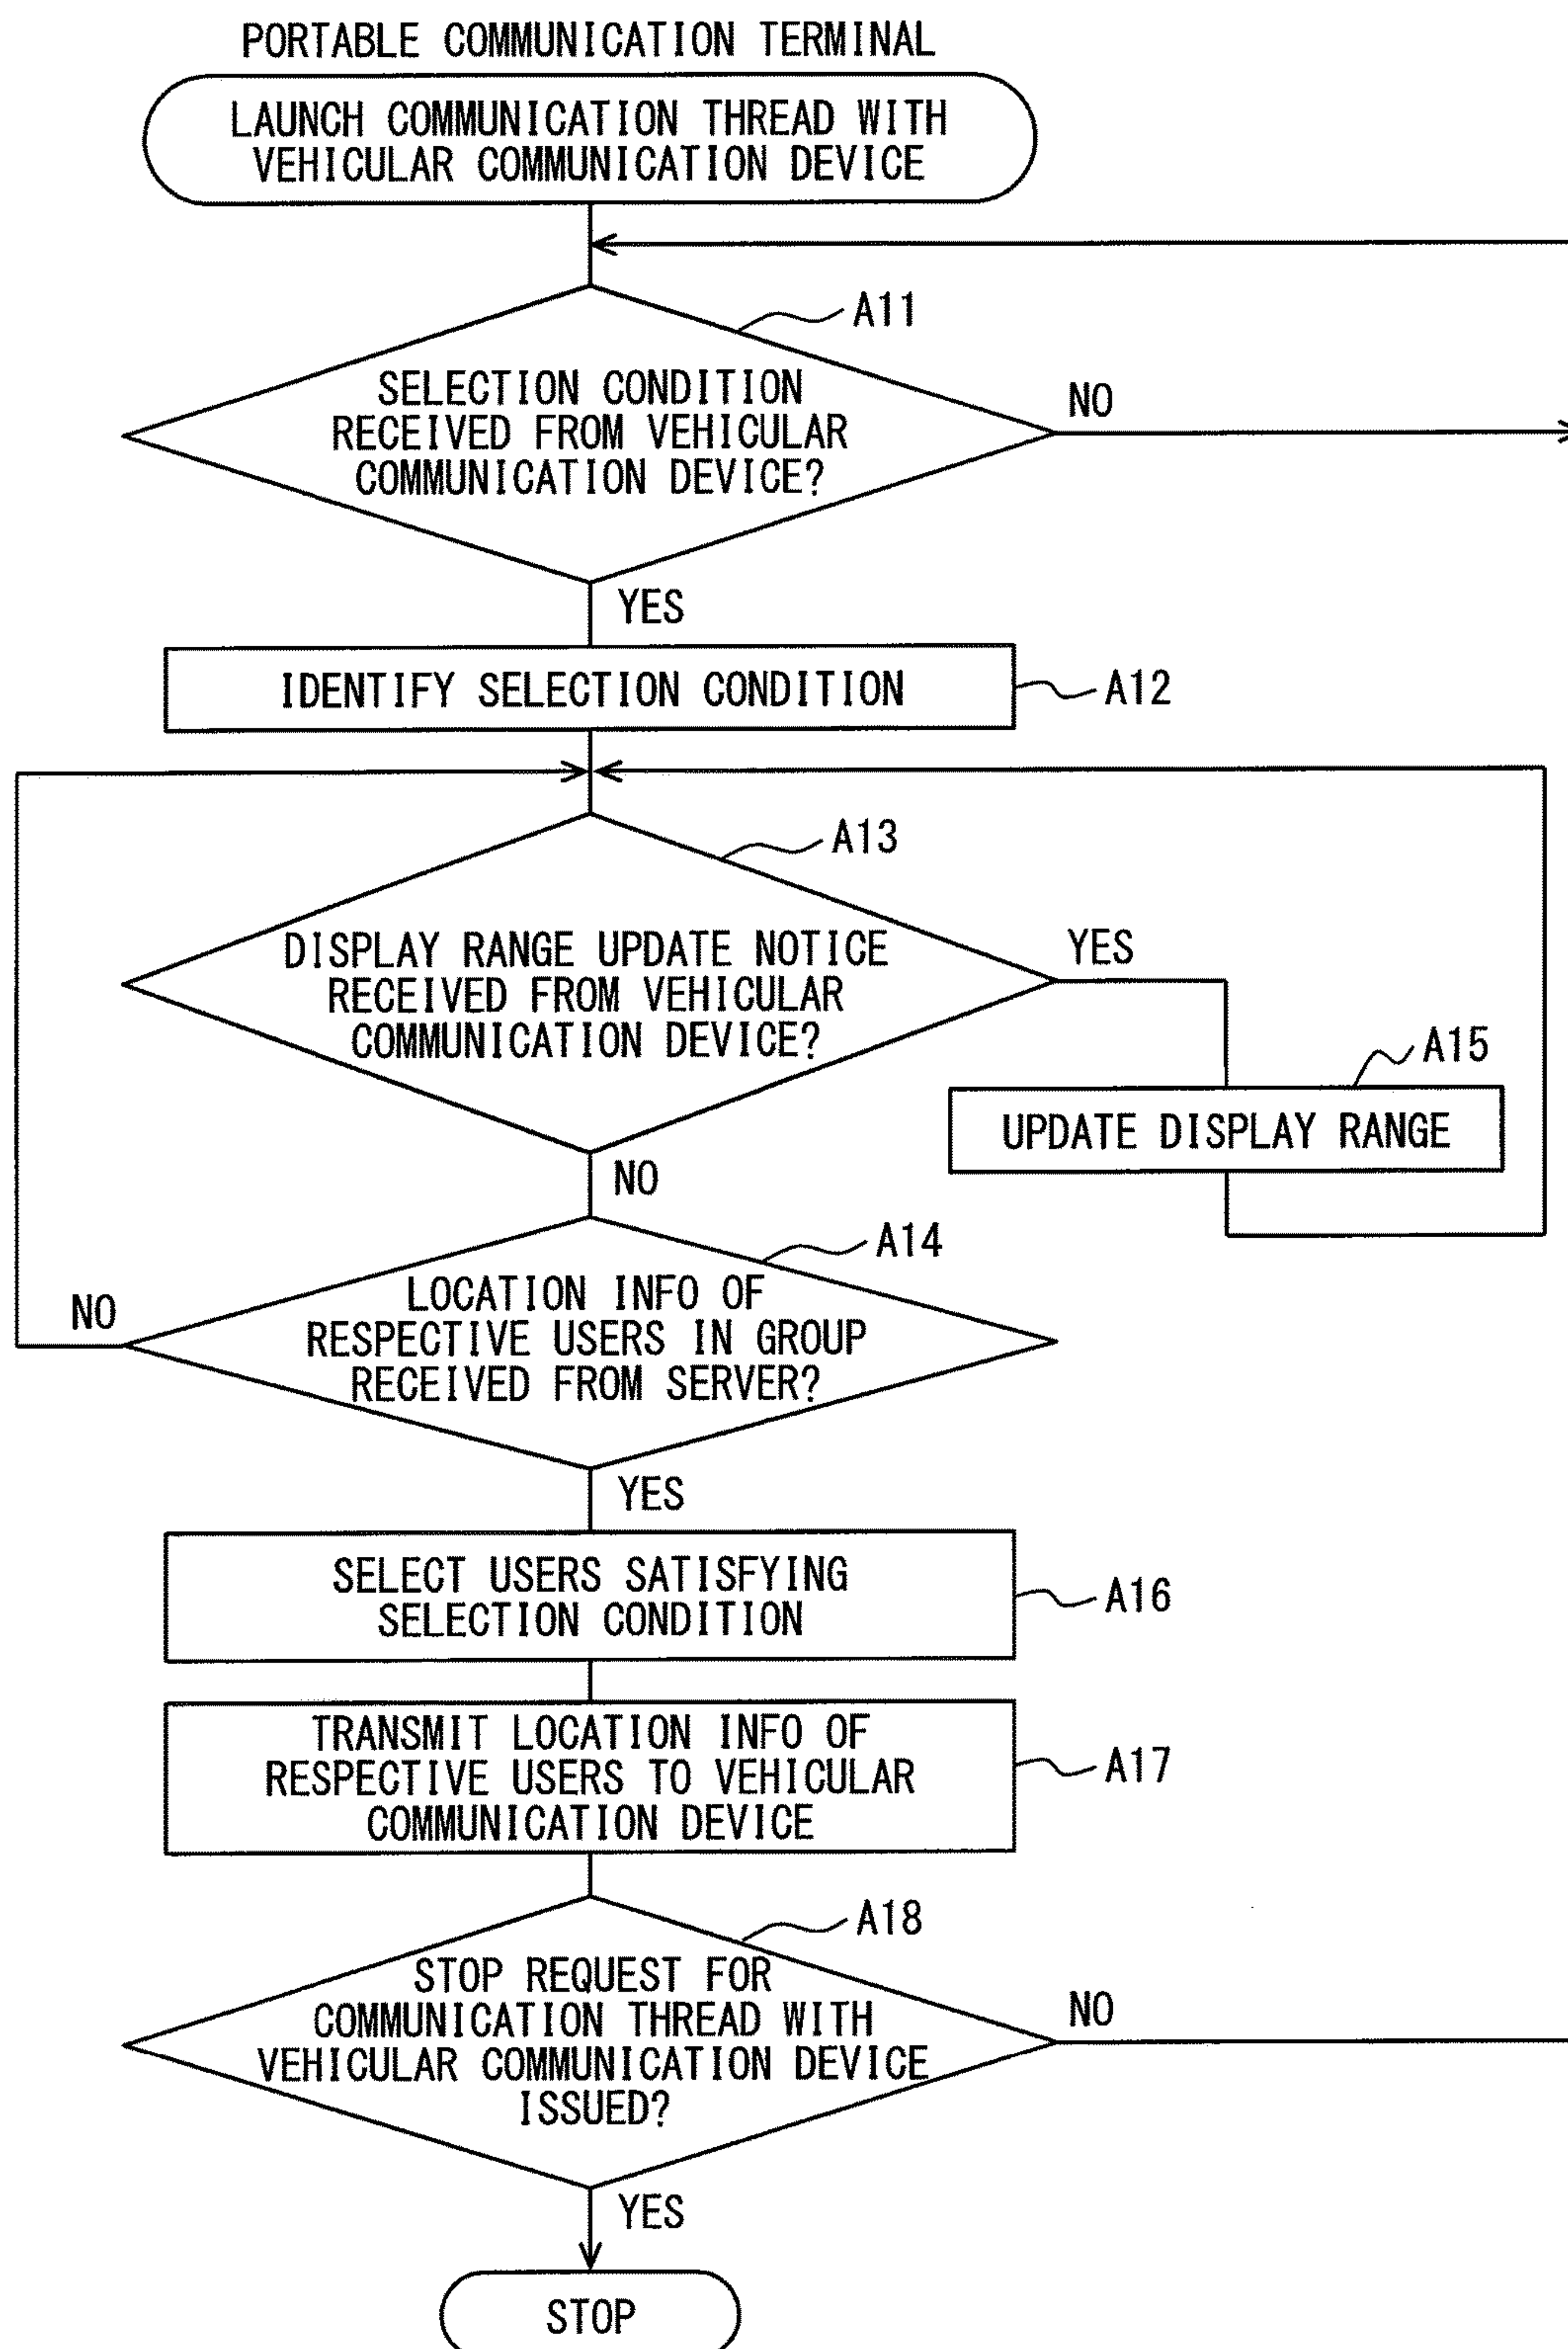 PORTABLE COMMUNICATION TERMINAL
LAUNCH COMMUNICATION THREAD WITH
VEHICULAR COMMUNICATION DEVICE
A11
SELECTION CONDITION
RECEIVED FROM VEHICULAR
COMMUNICATION DEVICE?
NO
YES
IDENTIFY SELECTION CONDITION
A12
A13
DISPLAY RANGE UPDATE NOTICE
RECEIVED FROM VEHICULAR
COMMUNICATION DEVICE?
YES
A15
UPDATE DISPLAY RANGE
NO
A14
LOCATION INFO OF
RESPECTIVE USERS IN GROUP
RECEIVED FROM SERVER?
NO
YES
SELECT USERS SATISFYING
SELECTION CONDITION
A16
TRANSMIT LOCATION INFO OF
RESPECTIVE USERS TO VEHICULAR
COMMUNICATION DEVICE
A17
A18
STOP REQUEST FOR
COMMUNICATION THREAD WITH
VEHICULAR COMMUNICATION DEVICE
ISSUED?
NO
YES
STOP